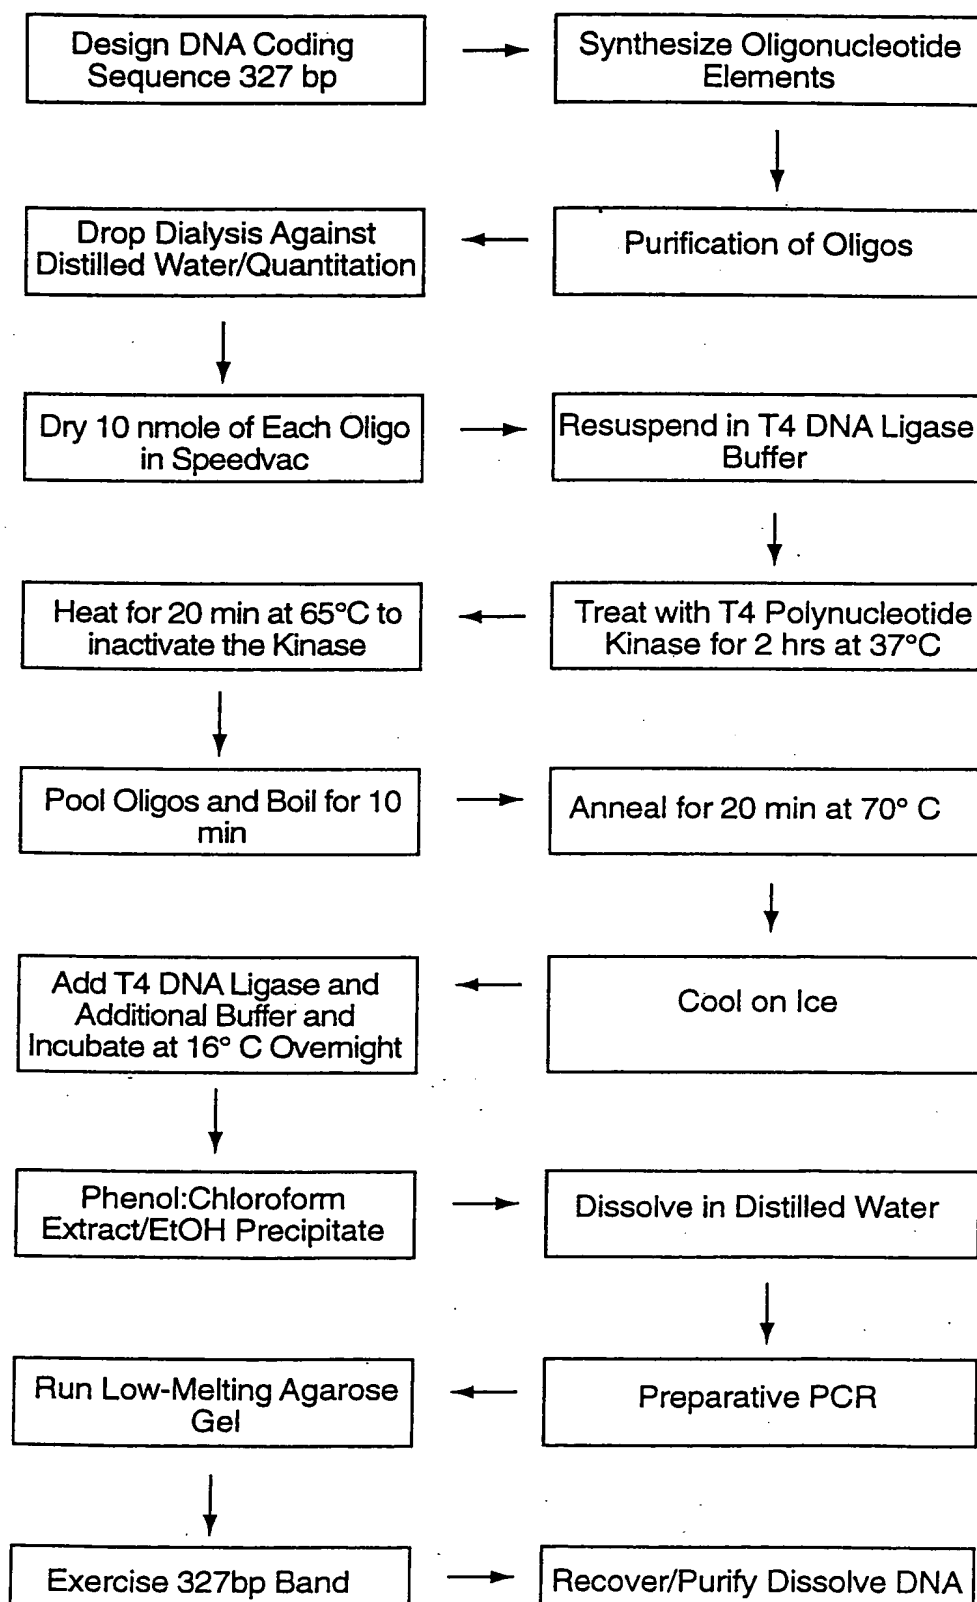 Design DNA Coding
Sequence 327 bp
Synthesize Oligonucleotide
Elements
Purification of Oligos
Drop Dialysis Against
Distilled Water/Quantitation
Dry 10 nmole of Each Oligo
in Speedvac
Resuspend in T4 DNA Ligase
Buffer
Treat with T4 Polynucleotide
Kinase for 2 hrs at 37°C
Heat for 20 min at 65°C to
inactivate the Kinase
Pool Oligos and Boil for 10
min
Anneal for 20 min at 70° C
Cool on Ice
Add T4 DNA Ligase and
Additional Buffer and
Incubate at 16° C Overnight
Phenol:Chloroform
Extract/EtOH Precipitate
Dissolve in Distilled Water
Preparative PCR
Run Low-Melting Agarose
Gel
Exercise 327bp Band
Recover/Purify Dissolve DNA